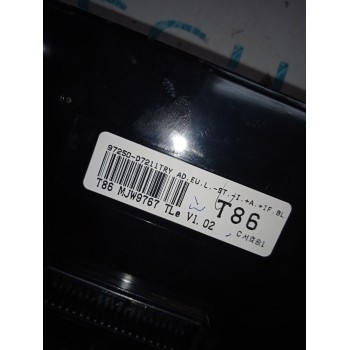 97250-D7211TRY AD.EU.L.-ST.-I.+A.+IF.BL
T86
T86 MJW9767 TLe V1.02